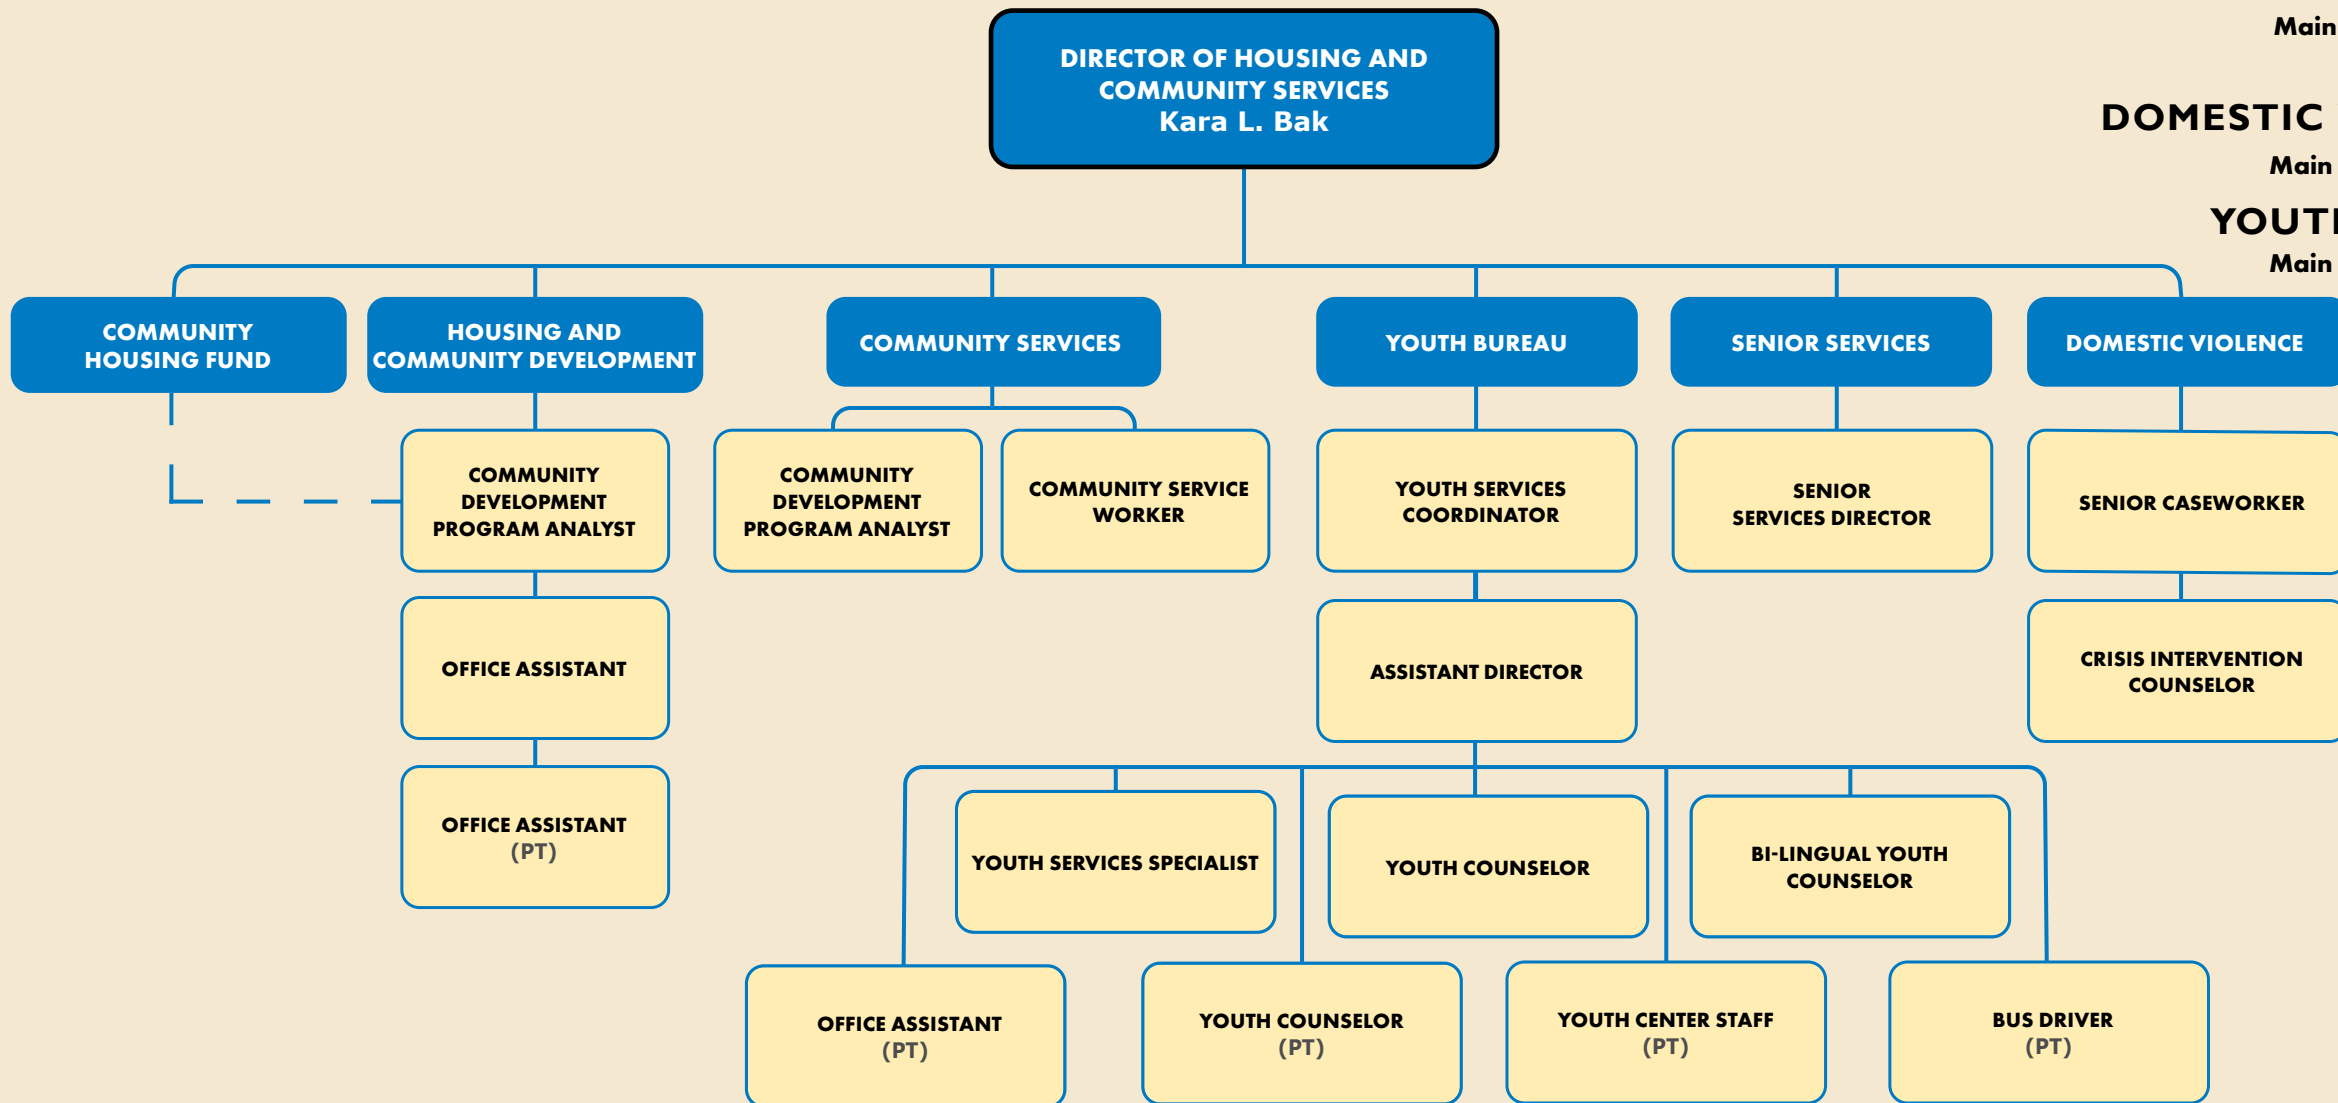 Main
DIRECTOR OF HOUSING AND
COMMUNITY SERVICES
Kara L. Bak
DOMESTIC
Main
Main
COMMUNITY
HOUSING FUND
HOUSING AND
COMMUNITY DEVELOPMENT
COMMUNITY SERVICES
YOUTH BUREAU
SENIOR SERVICES
DOMESTIC VIOLENCE
COMMUNITY
DEVELOPMENT
PROGRAM ANALYST
COMMUNITY
DEVELOPMENT
PROGRAM ANALYST
COMMUNITY SERVICE
WORKER
YOUTH SERVICES
COORDINATOR
SENIOR
SERVICES DIRECTOR
SENIOR CASEWORKER
OFFICE ASSISTANT
ASSISTANT DIRECTOR
CRISIS INTERVENTION
COUNSELOR
OFFICE ASSISTANT
(PT)
YOUTH SERVICES SPECIALIST
YOUTH COUNSELOR
BI-LINGUAL YOUTH
COUNSELOR
OFFICE ASSISTANT
(PT)
YOUTH COUNSELOR
(PT)
YOUTH CENTER STAFF
(PT)
BUS DRIVER
(PT)